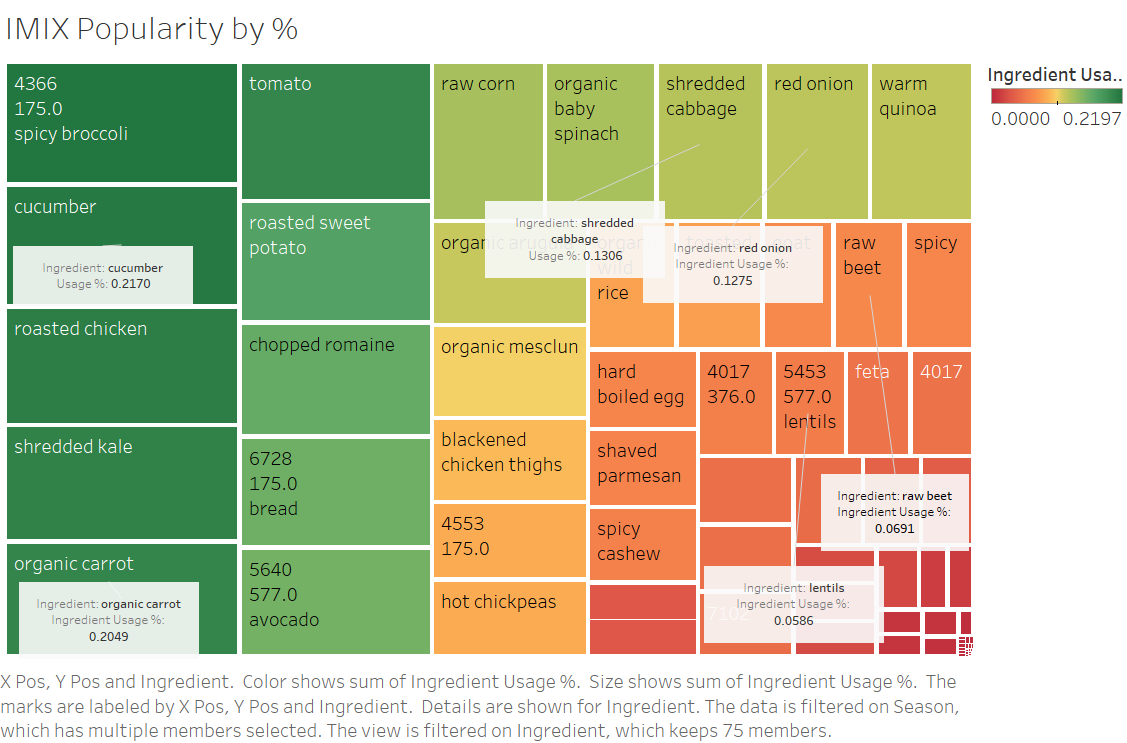 IMIX Popularity by %
4366
175.0
spicy broccoli
cucumber
Ingredient: cucumber
Usage %: 0.2170
roasted chicken
shredded kale
organic carrot
Ingredient: organic carrot
Ingredient Usage %:
0.2049
tomato
roasted sweet
potato
chopped romaine
6728
175.0
bread
5640
577.0
avocado
raw corn
organic
baby
spinach
shredded
cabbage
red onion
warm
quinoa
Ingredient: shredded
cabbage
Usage %: 0.1306
Ingredient: red onion
Ingredient Usage %:
0.1275
organic arugula
organic mesclun
blackened
chicken thighs
4553
175.0
hot chickpeas
organic
wild
rice
toasted
goat
raw
beet
spicy
hard
boiled egg
shaved
parmesan
spicy
cashew
4017
376.0
5453
577.0
lentils
feta
4017
Ingredient: raw beet
Ingredient Usage %:
0.0691
7102
Ingredient: lentils
Ingredient Usage %:
0.0586
Ingredient Usa..
0.0000 0.2197
X Pos, Y Pos and Ingredient.  Color shows sum of Ingredient Usage %.  Size shows sum of Ingredient Usage %.  The
marks are labeled by X Pos, Y Pos and Ingredient.  Details are shown for Ingredient. The data is filtered on Season,
which has multiple members selected. The view is filtered on Ingredient, which keeps 75 members.